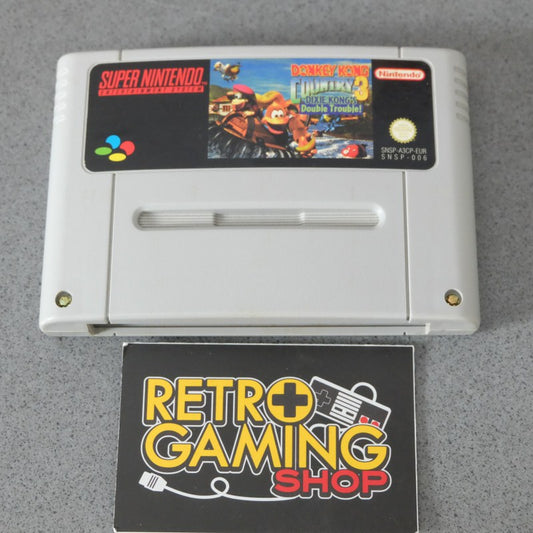 SUPER NINTENDO
ENTERTAINMENT SYSTEM
DONKEY KONG
COUNTRY 3
DIXIE KONG'S
Double Trouble!
Nintendo
SNSP-A3CP-EUR
SNSP-006
RETRO
GAMING
SHOP